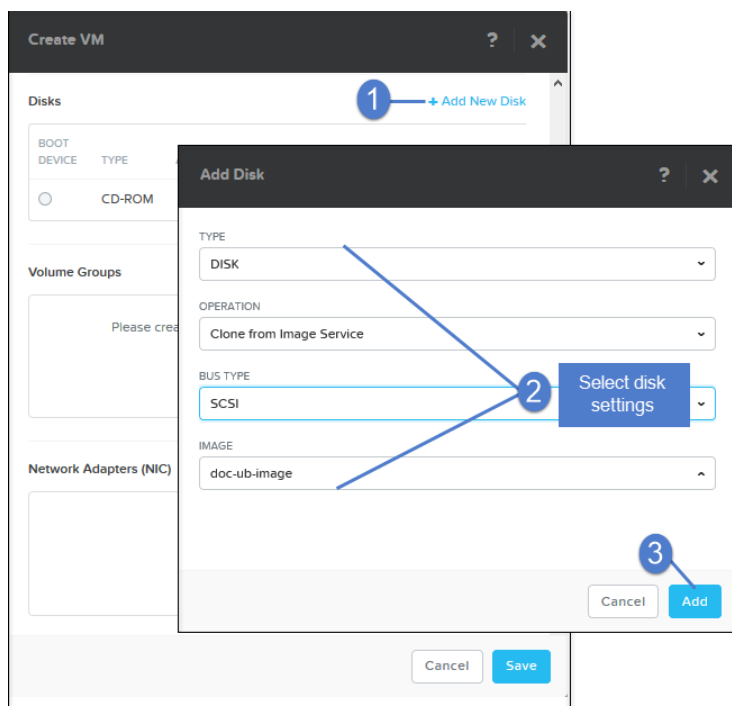 Create VM
?
Disks
1
+ Add New Disk
BOOT
DEVICE TYPE
CD-ROM
Volume Groups
Please
Network Adapters (NIC)
Cancel Save
Add Disk
?
TYPE
DISK
OPERATION
Clone from Image Service
BUS TYPE
SCSI
2
Select disk
settings
IMAGE
doc-ub-image
3
Cancel Add